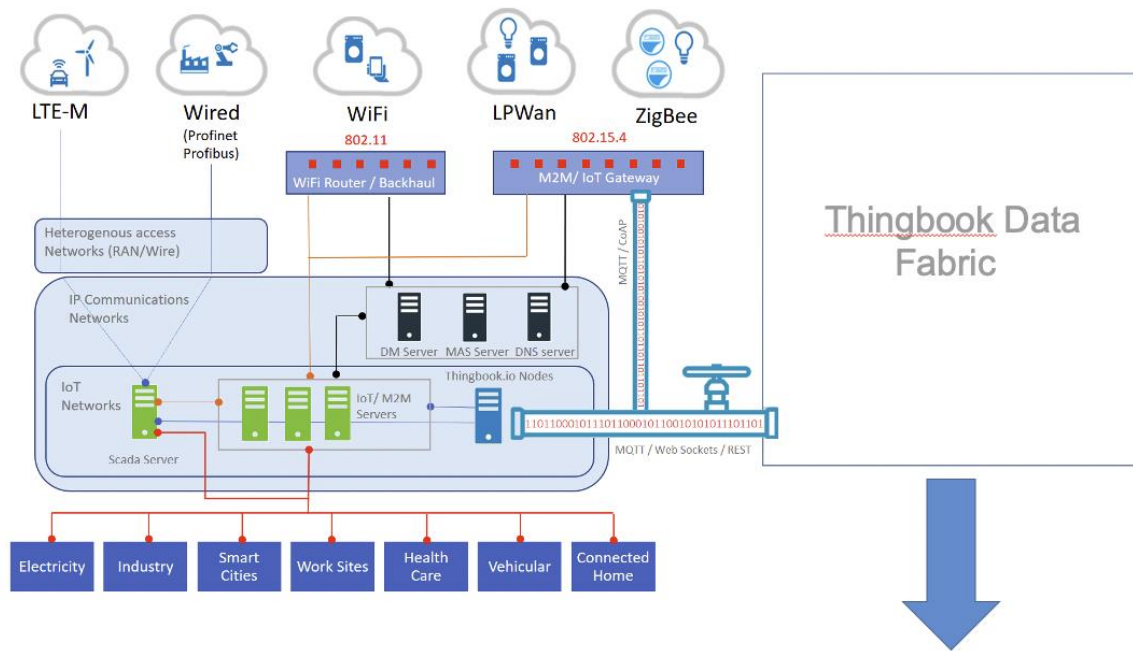 LTE-M
Wired
(Profinet
Profibus)
WiFi
LPWan
ZigBee
802.11
802.15.4
WiFi Router / Backhaul
M2M/ IoT Gateway
Heterogenous access
Networks (RAN/Wire)
MQTT / CoAP
IP Communications
Networks
DM Server
MAS Server
DNS server
Thingbook.io Nodes
IoT
Networks
IoT/ M2M
Servers
Scada Server
MQTT / Web Sockets / REST
Thingbook Data
Fabric
Electricity
Industry
Smart
Cities
Work Sites
Health
Care
Vehicular
Connected
Home